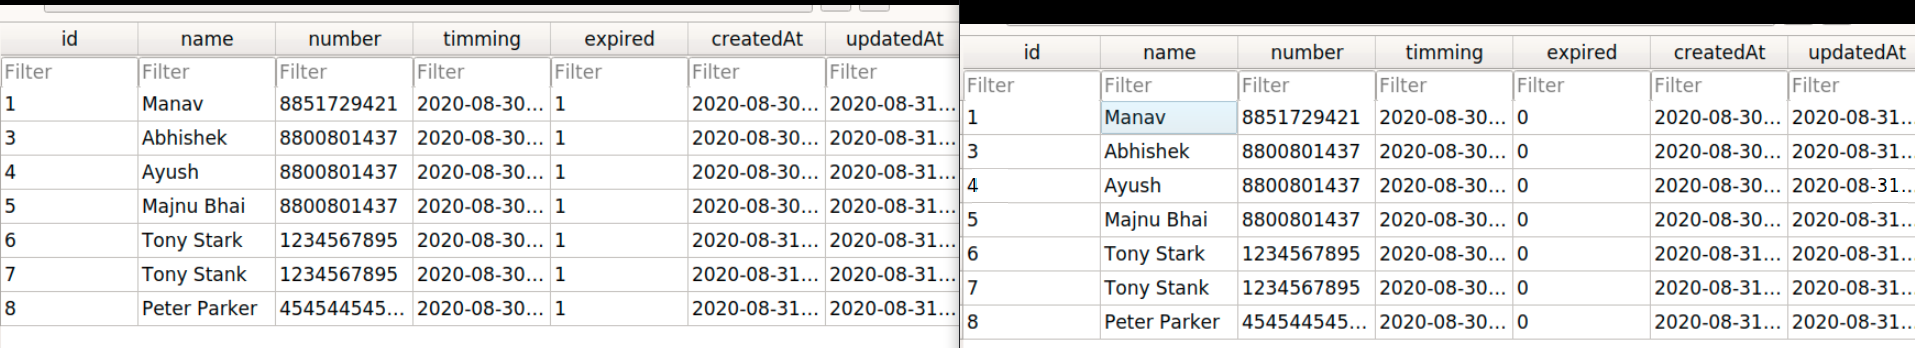 id name number timming expired createdAt updatedAt
Filter Filter Filter Filter Filter Filter Filter
1 Manav 8851729421 2020-08-30... 1 2020-08-30... 2020-08-31...
3 Abhishek 8800801437 2020-08-30... 1 2020-08-30... 2020-08-31...
4 Ayush 8800801437 2020-08-30... 1 2020-08-30... 2020-08-31...
5 Majnu Bhai 8800801437 2020-08-30... 1 2020-08-30... 2020-08-31...
6 Tony Stark 1234567895 2020-08-30... 1 2020-08-31... 2020-08-31...
7 Tony Stank 1234567895 2020-08-30... 1 2020-08-31... 2020-08-31...
8 Peter Parker 454544545... 2020-08-30... 1 2020-08-31... 2020-08-31...
id name number timming expired createdAt updatedAt
Filter Filter Filter Filter Filter Filter Filter
1 Manav 8851729421 2020-08-30... 0 2020-08-30... 2020-08-31...
3 Abhishek 8800801437 2020-08-30... 0 2020-08-30... 2020-08-31...
4 Ayush 8800801437 2020-08-30... 0 2020-08-30... 2020-08-31...
5 Majnu Bhai 8800801437 2020-08-30... 0 2020-08-30... 2020-08-31...
6 Tony Stark 1234567895 2020-08-30... 0 2020-08-31... 2020-08-31...
7 Tony Stank 1234567895 2020-08-30... 0 2020-08-31... 2020-08-31...
8 Peter Parker 454544545... 2020-08-30... 0 2020-08-31... 2020-08-31...